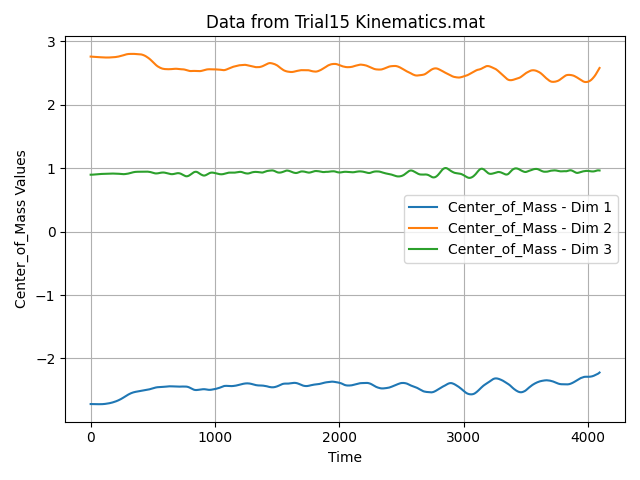 Data from Trial15 Kinematics.mat
Center_of_Mass Values
3
2
1
0
−1
−2
Center_of_Mass - Dim 1
Center_of_Mass - Dim 2
Center_of_Mass - Dim 3
0 1000 2000 3000 4000
Time